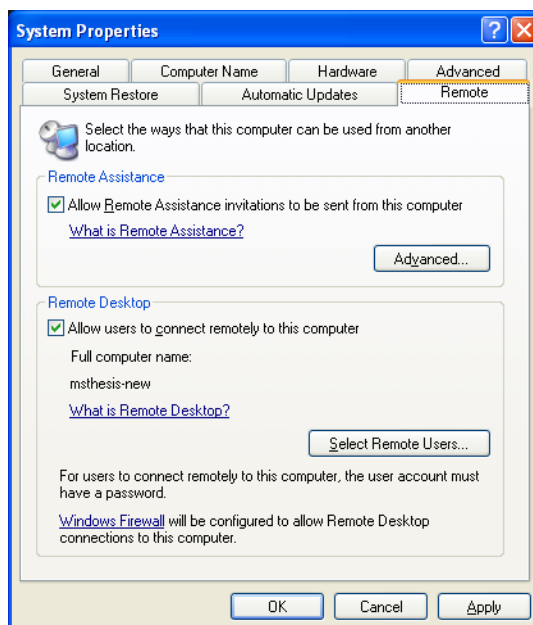 System Properties
?
X
General
Computer Name
Hardware
Advanced
System Restore
Automatic Updates
Remote
Select the ways that this computer can be used from another
location.
Remote Assistance
Allow Remote Assistance invitations to be sent from this computer
What is Remote Assistance?
Advanced...
Remote Desktop
Allow users to connect remotely to this computer
Full computer name:
msthesis-new
What is Remote Desktop?
Select Remote Users...
For users to connect remotely to this computer, the user account must
have a password.
Windows Firewall will be configured to allow Remote Desktop
connections to this computer.
OK
Cancel
Apply